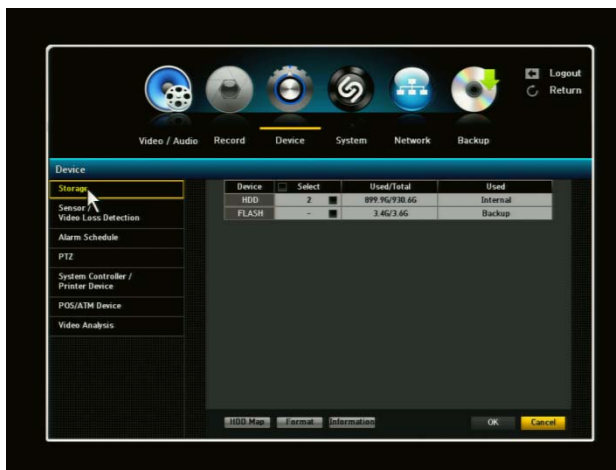 Logout
Return
Video / Audio Record Device System Network Backup
Device
Storage
Sensor /
Video Loss Detection
Alarm Schedule
PTZ
System Controller /
Printer Device
POS/ATM Device
Video Analysis
Device Select Used/Total Used
HDD 2 899.9G/930.6G Internal
FLASH - 3.4G/3.6G Backup
HDD Map Format Information OK Cancel